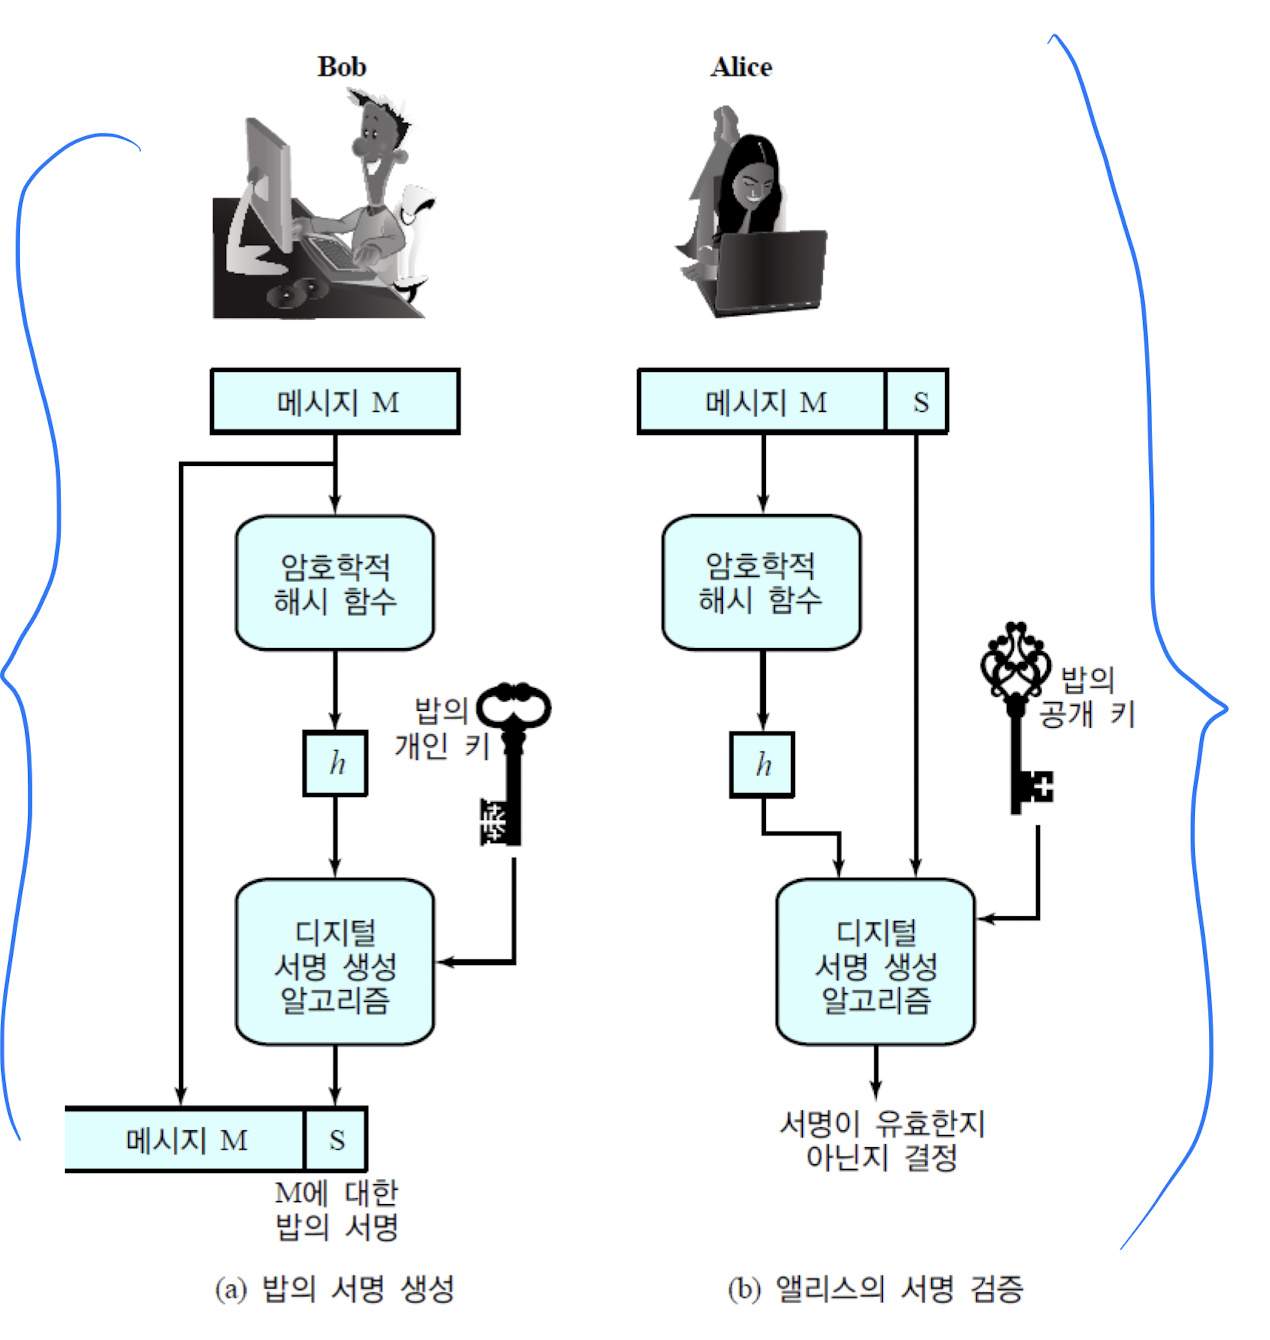 Bob
메시지 M
암호학적
해시 함수
h
밥의
개인 키
디지털
서명 생성
알고리즘
메시지 M
S
M에 대한
밥의 서명
(a) 밥의 서명 생성
Alice
메시지 M
S
암호학적
해시 함수
h
밥의
공개 키
디지털
서명 생성
알고리즘
서명이 유효한지
아닌지 결정
(b) 앨리스의 서명 검증